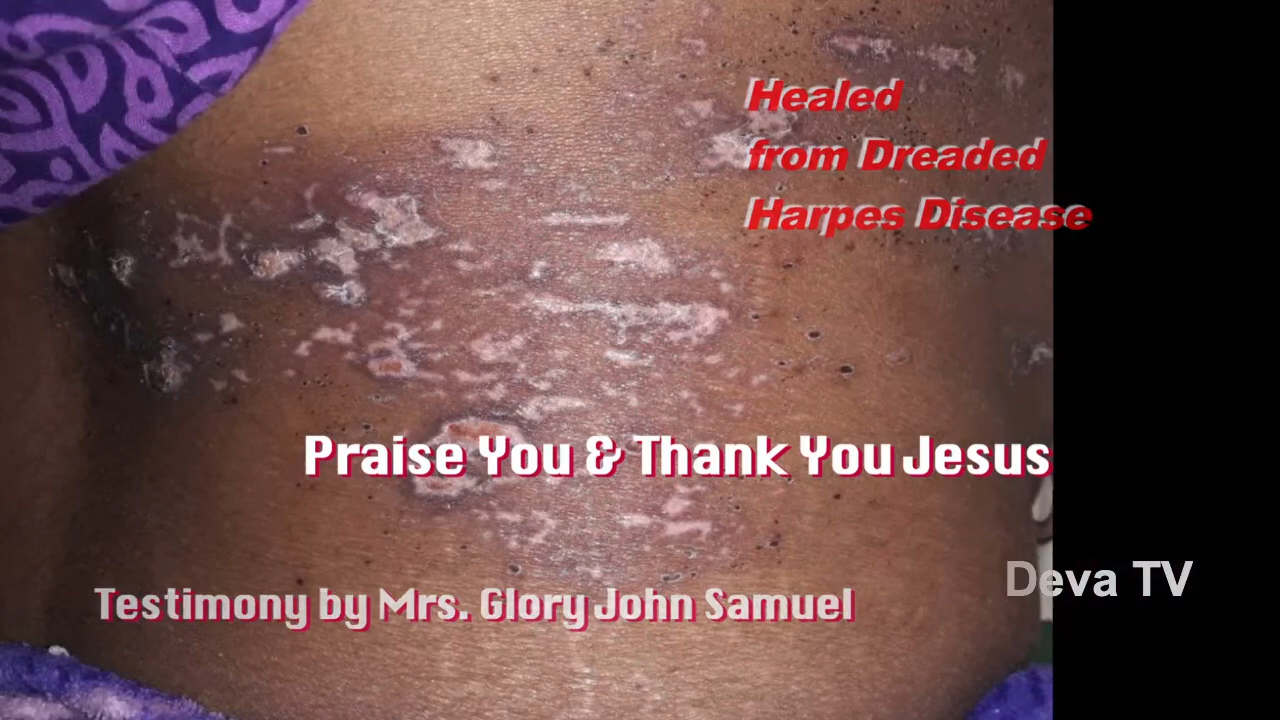 Healed
from Dreaded
Harpes Disease
Praise You & Thank You Jesus
Deva TV
Testimony by Mrs. Glory John Samuel